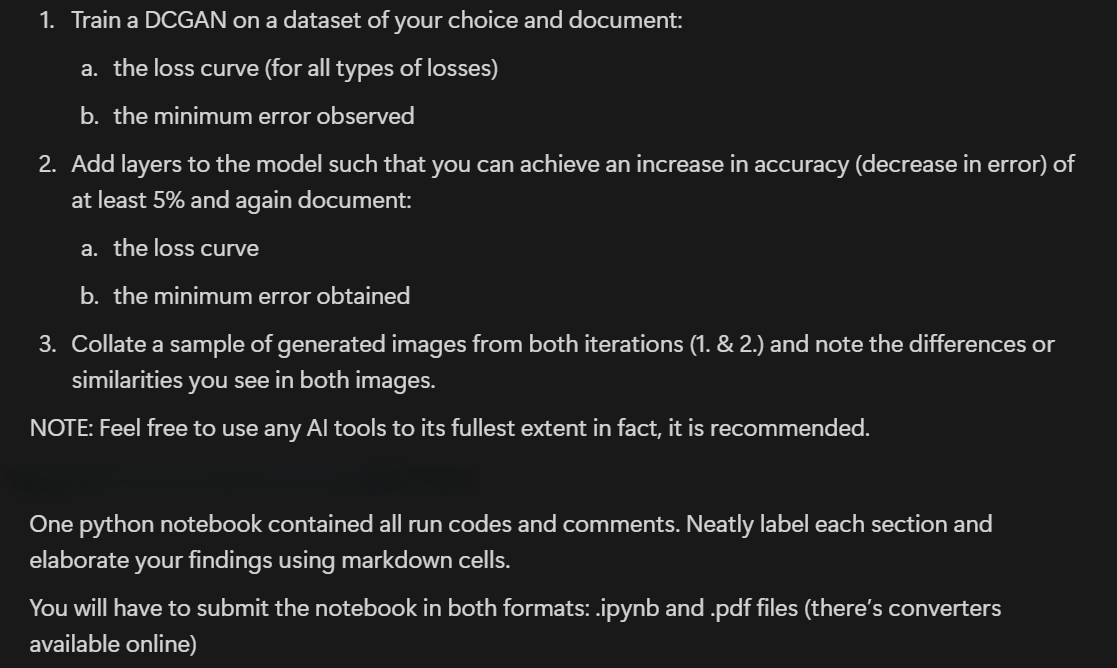 1. Train a DCGAN on a dataset of your choice and document:
a. the loss curve (for all types of losses)
b. the minimum error observed
2. Add layers to the model such that you can achieve an increase in accuracy (decrease in error) of
at least 5% and again document:
a. the loss curve
b. the minimum error obtained
3. Collate a sample of generated images from both iterations (1. & 2.) and note the differences or
similarities you see in both images.
NOTE: Feel free to use any AI tools to its fullest extent in fact, it is recommended.
One python notebook contained all run codes and comments. Neatly label each section and
elaborate your findings using markdown cells.
You will have to submit the notebook in both formats: .ipynb and .pdf files (there's converters
available online)